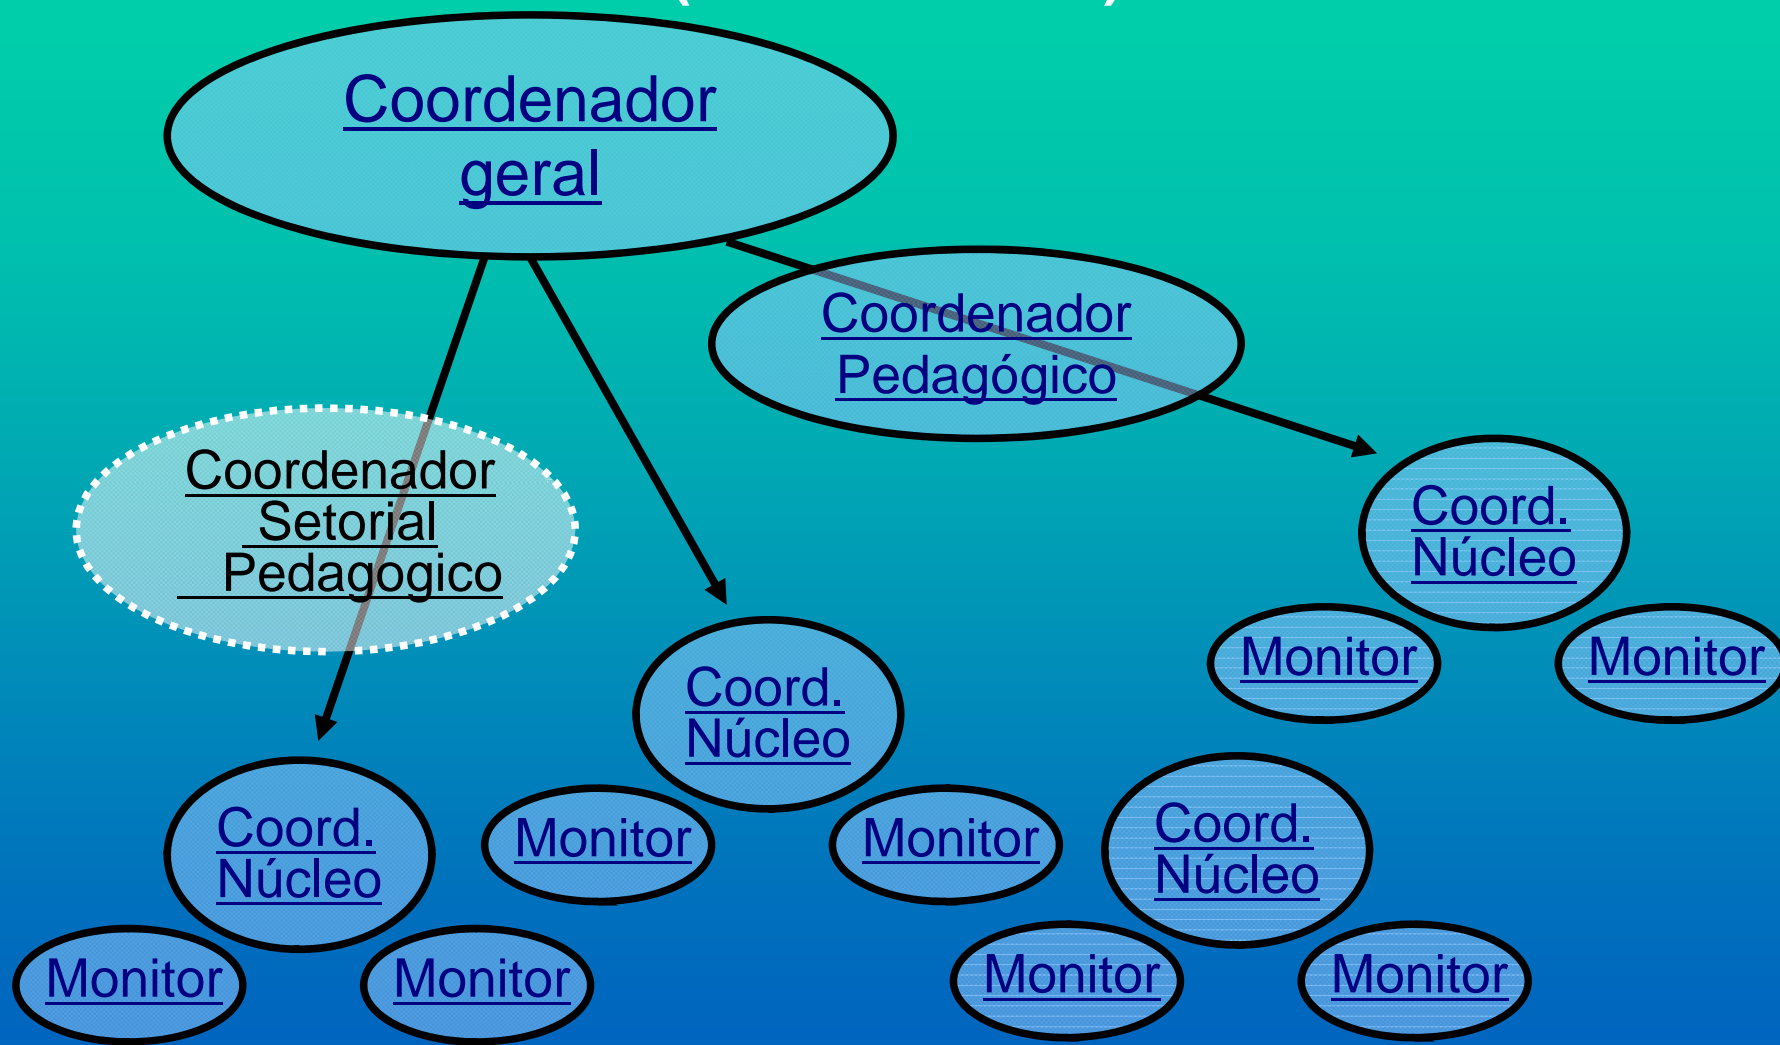 Coordenador
geral
Coordenador
Pedagógico
Coordenador
Setorial
Pedagogico
Coord.
Núcleo
Monitor
Monitor
Coord.
Núcleo
Monitor
Monitor
Coord.
Núcleo
Monitor
Monitor
Coord.
Núcleo
Monitor
Monitor